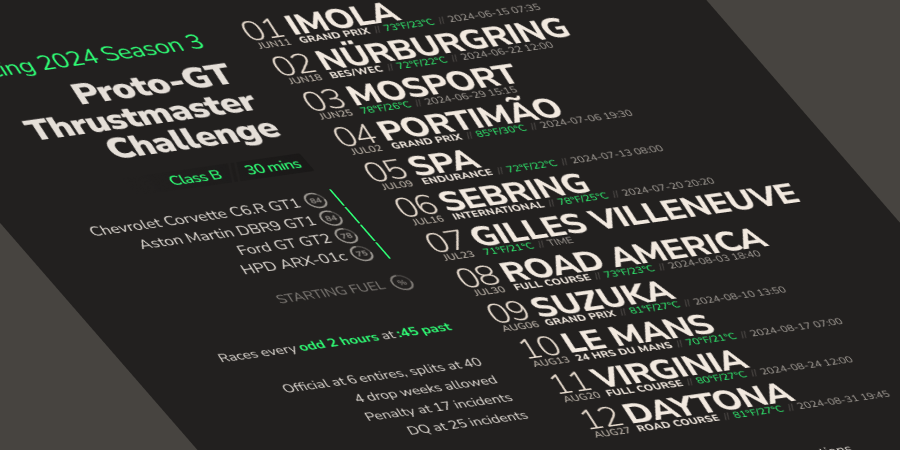 ing 2024 Season 3
Proto-GT
Thrustmaster
Challenge
Class B 30 mins
Chevrolet Corvette C6.R GT1 84
Aston Martin DBR9 GT1 84
Ford GT GT2 78
HPD ARX-01c 75
STARTING FUEL %
Races every odd 2 hours at :45 past
Official at 6 entires, splits at 40
4 drop weeks allowed
Penalty at 17 incidents
DQ at 25 incidents
01 IMOLA
JUN11 GRAND PRIX // 73°F/23°C // 2024-06-15 07:35
02 NÜRBURGRING
JUN18 BES/WEC // 72°F/22°C // 2024-06-22 12:00
03 MOSPORT
JUN25 78°F/26°C // 2024-06-29 15:15
04 PORTIMÃO
JUL02 GRAND PRIX // 85°F/30°C // 2024-07-06 19:30
05 SPA
JUL09 ENDURANCE // 72°F/22°C // 2024-07-13 08:00
06 SEBRING
JUL16 INTERNATIONAL // 78°F/25°C // 2024-07-20 20:20
07 GILLES VILLENEUVE
JUL23 71°F/21°C // TIME
08 ROAD AMERICA
JUL30 FULL COURSE // 73°F/23°C // 2024-08-03 18:40
09 SUZUKA
AUG06 GRAND PRIX // 81°F/27°C // 2024-08-10 13:50
10 LE MANS
AUG13 24 HRS DU MANS // 70°F/21°C // 2024-08-17 07:00
11 VIRGINIA
AUG20 FULL COURSE // 80°F/27°C // 2024-08-24 12:00
12 DAYTONA
AUG27 ROAD COURSE // 81°F/27°C // 2024-08-31 19:45